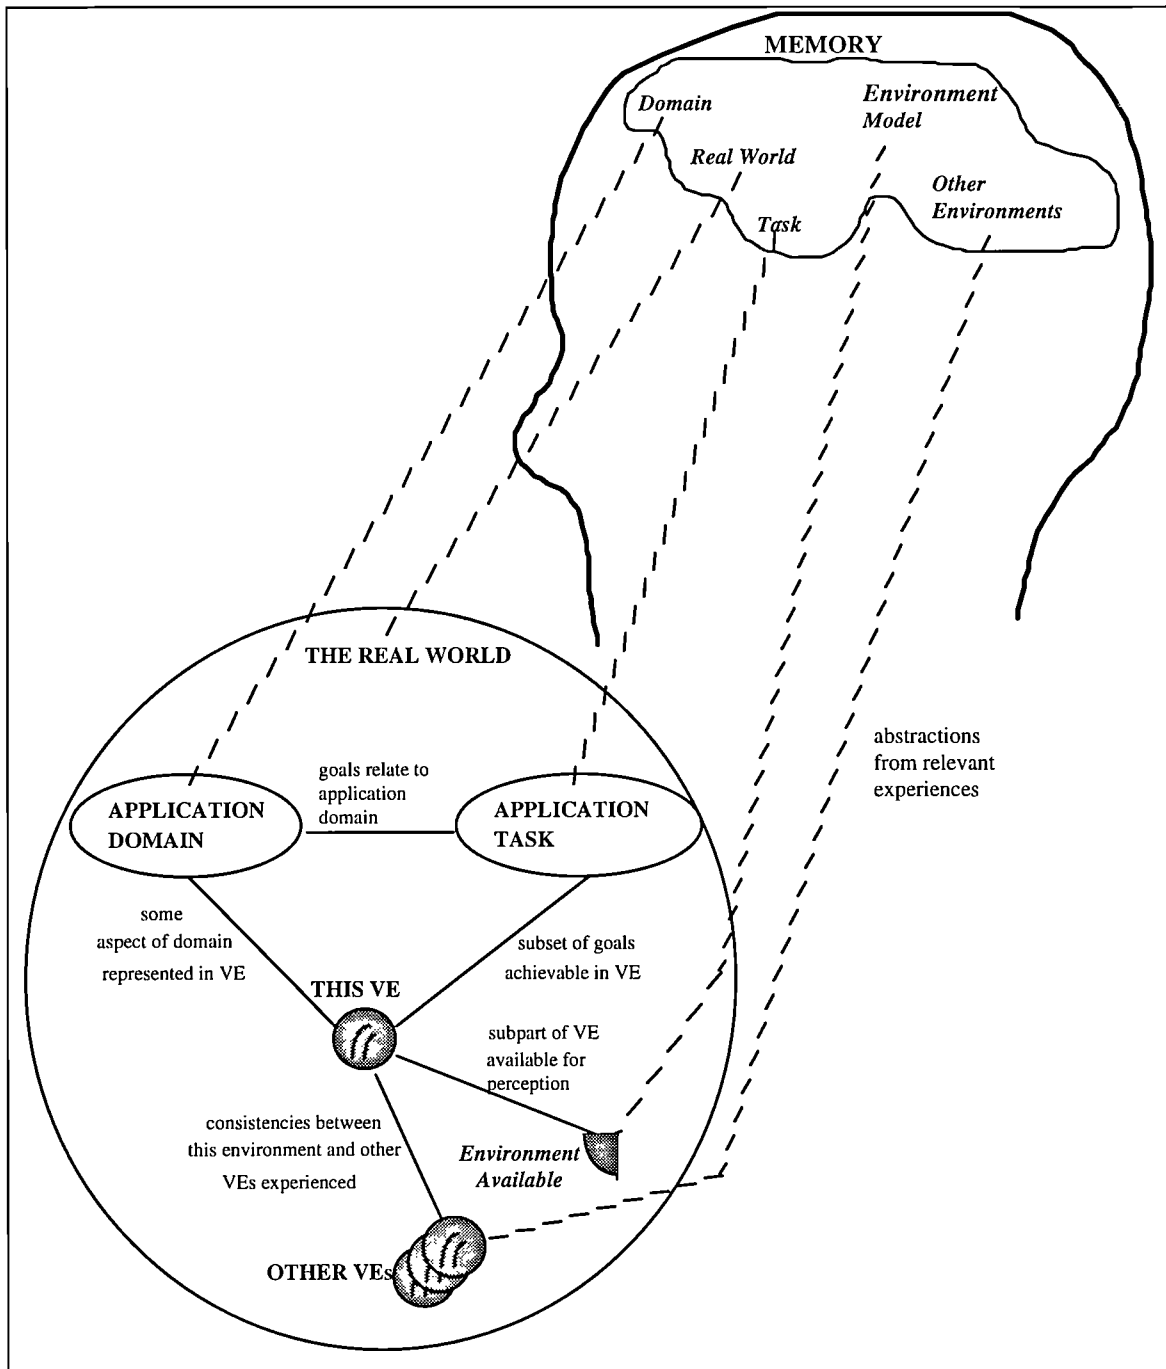 MEMORY
Domain
Environment
Model
Real World
Other
Environments
Task
THE REAL WORLD
abstractions
from relevant
experiences
goals relate to
application
domain
APPLICATION
DOMAIN
APPLICATION
TASK
some
aspect of domain
represented in VE
subset of goals
achievable in VE
THIS VE
subpart of VE
available for
perception
consistencies between
this environment and other
VEs experienced
Environment
Available
OTHER VEs